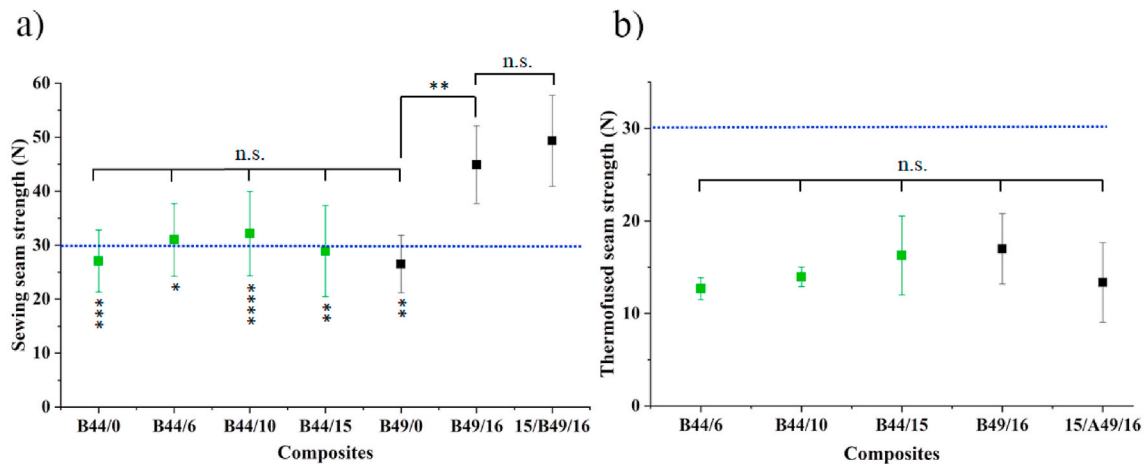 a)
n.s.
**
n.s.
60
50
40
30
20
10
0
Sewing seam strength (N)
***
*
****
**
**
B44/0 B44/6 B44/10 B44/15 B49/0 B49/16 15/B49/16
Composites
b)
n.s.
30
20
10
0
Thermofused seam strength (N)
B44/6 B44/10 B44/15 B49/16 15/A49/16
Composites